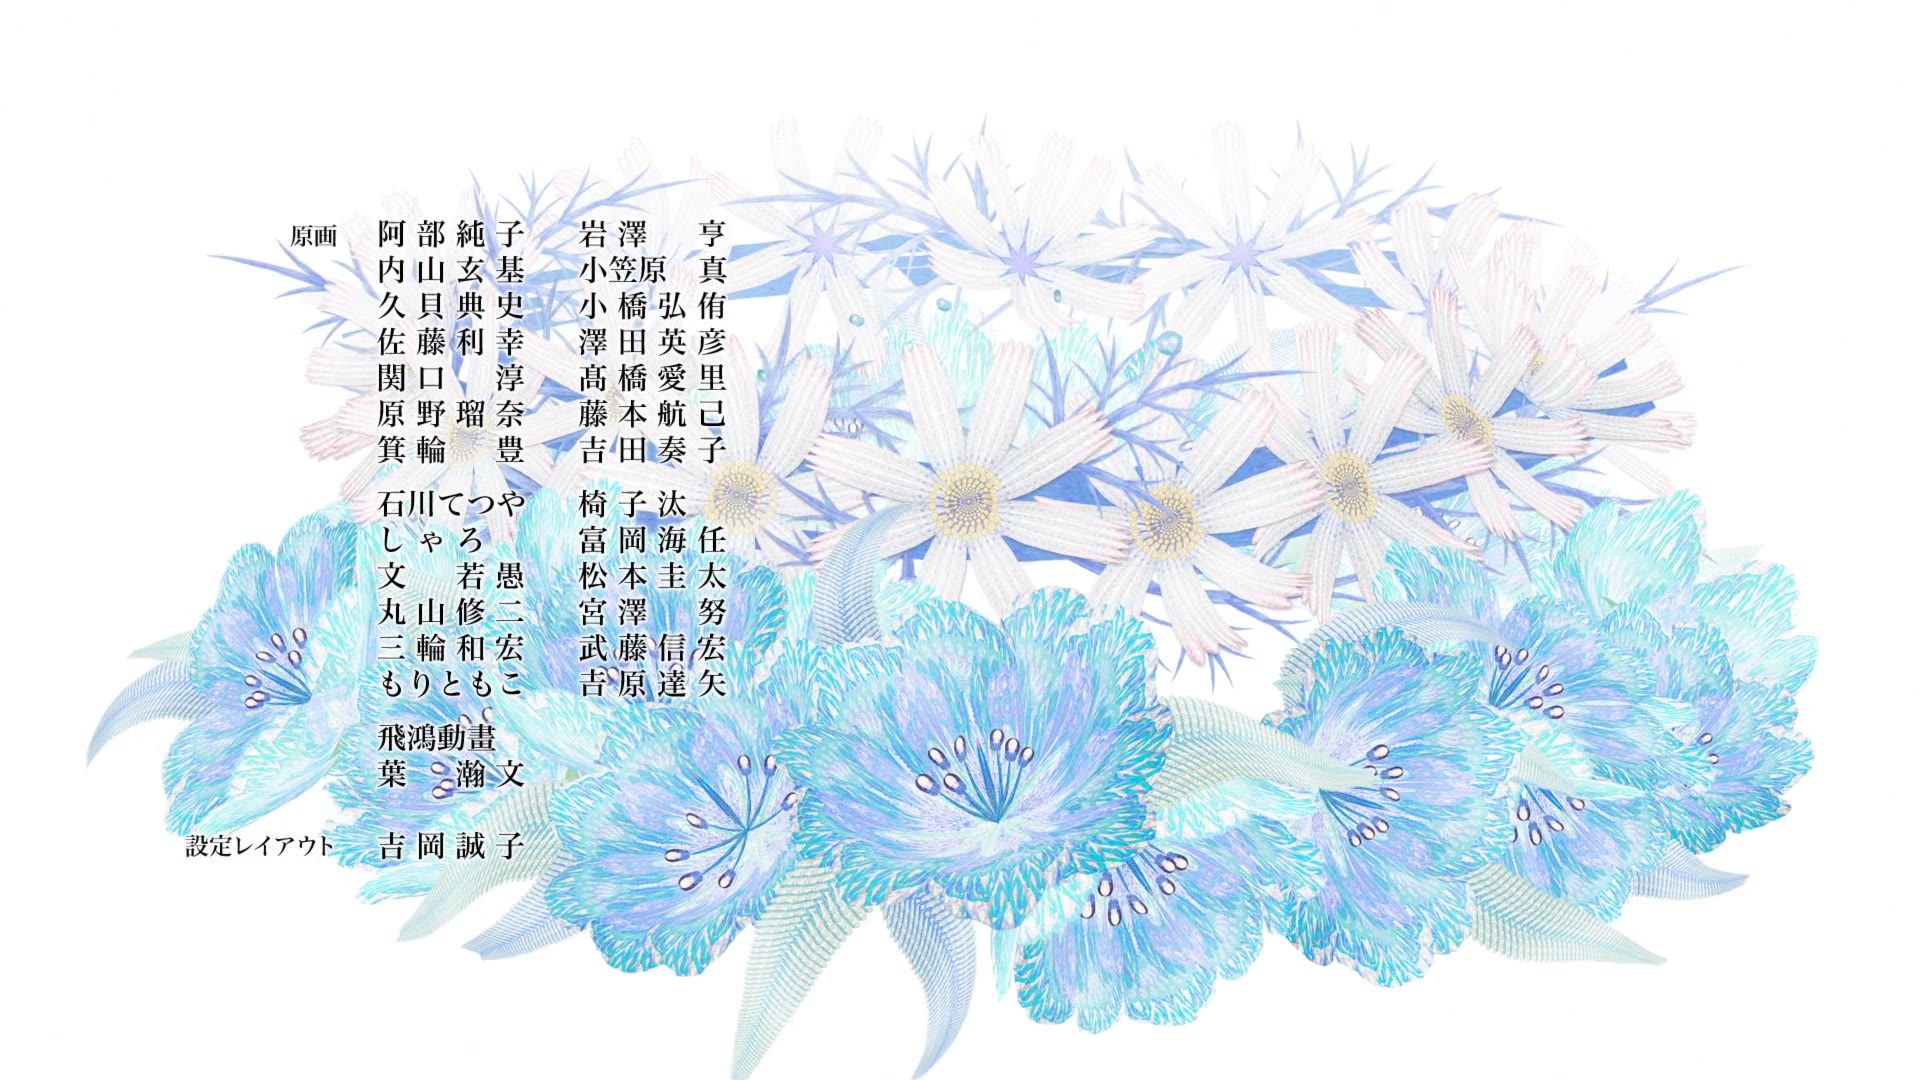 原画 阿部純子 岩澤亨
内山玄基 小笠原真
久貝典史 小橋弘侑
佐藤利幸 澤田英彦
関口淳 髙橋愛里
原野瑠奈 藤本航己
箕輪豊 吉田奏子
石川てつや 椅子汰
しゃろ 富岡海任
文若愚 松本圭太
丸山修二 宮澤努
三輪和宏 武藤信宏
もりともこ 𠮷原達矢
飛鴻動畫
葉瀚文
設定レイアウト 吉岡誠子